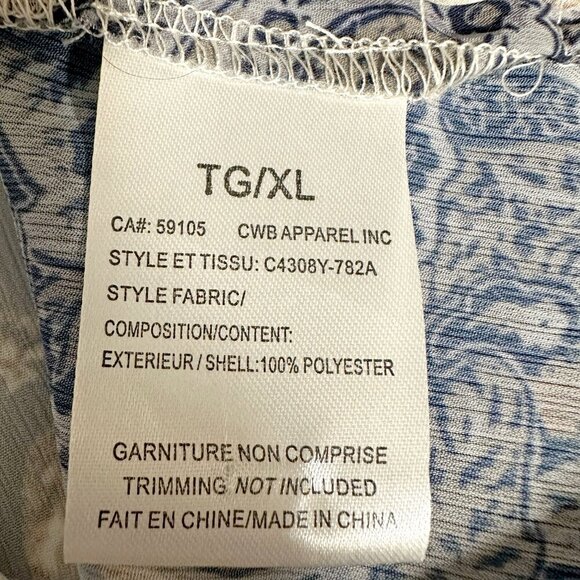 TG/XL
CA#: 59105 CWB APPAREL INC
STYLE ET TISSU: C4308Y-782A
STYLE FABRIC/
COMPOSITION/CONTENT:
EXTERIEUR / SHELL:100% POLYESTER
GARNITURE NON COMPRISE
TRIMMING NOT INCLUDED
FAIT EN CHINE/MADE IN CHINA